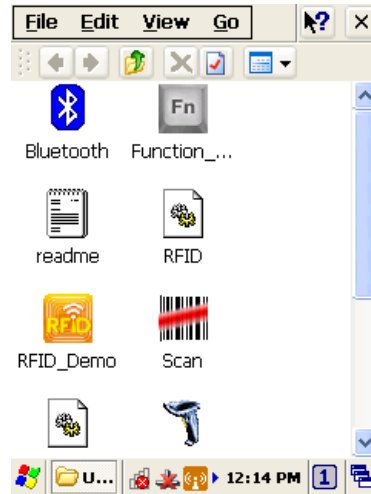 File Edit View Go
Bluetooth
Fn
Function_...
readme
RFID
RFiD
RFID_Demo
Scan
U...
12:14 PM
1